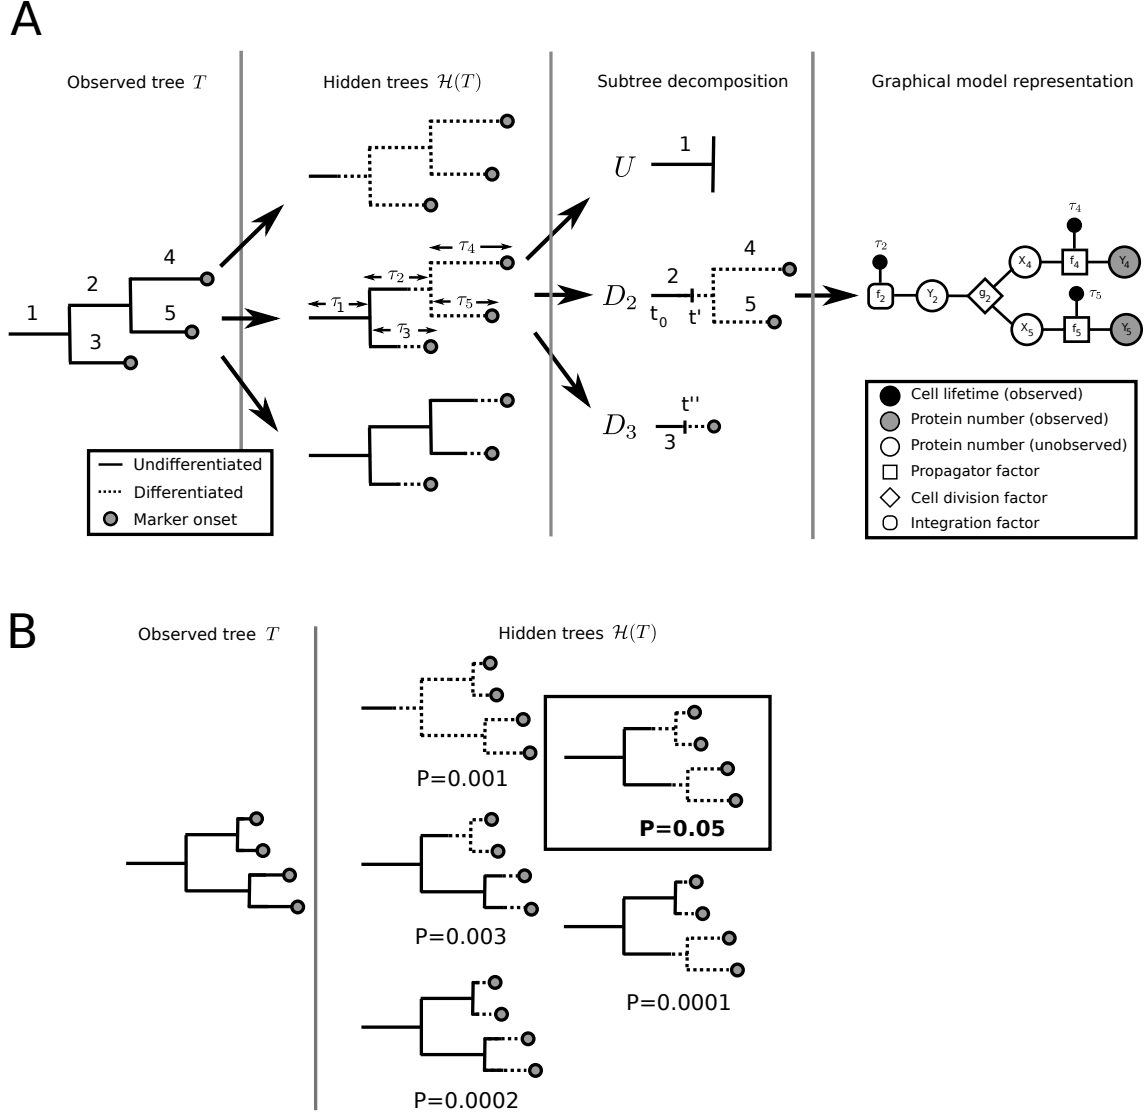 A
Observed tree T
Hidden trees ℋ(T)
Subtree decomposition
Graphical model representation
1
2
3
4
5
τ₁
τ₂
τ₃
τ₄
τ₅
U
1
D₂
2
t₀
t'
4
5
D₃
t''
3
τ₂
f₂
Y₂
g₂
X₄
τ₄
f₄
Y₄
X₅
τ₅
f₅
Y₅
Undifferentiated
Differentiated
Marker onset
Cell lifetime (observed)
Protein number (observed)
Protein number (unobserved)
Propagator factor
Cell division factor
Integration factor
B
Observed tree T
Hidden trees ℋ(T)
P=0.001
P=0.05
P=0.003
P=0.0001
P=0.0002